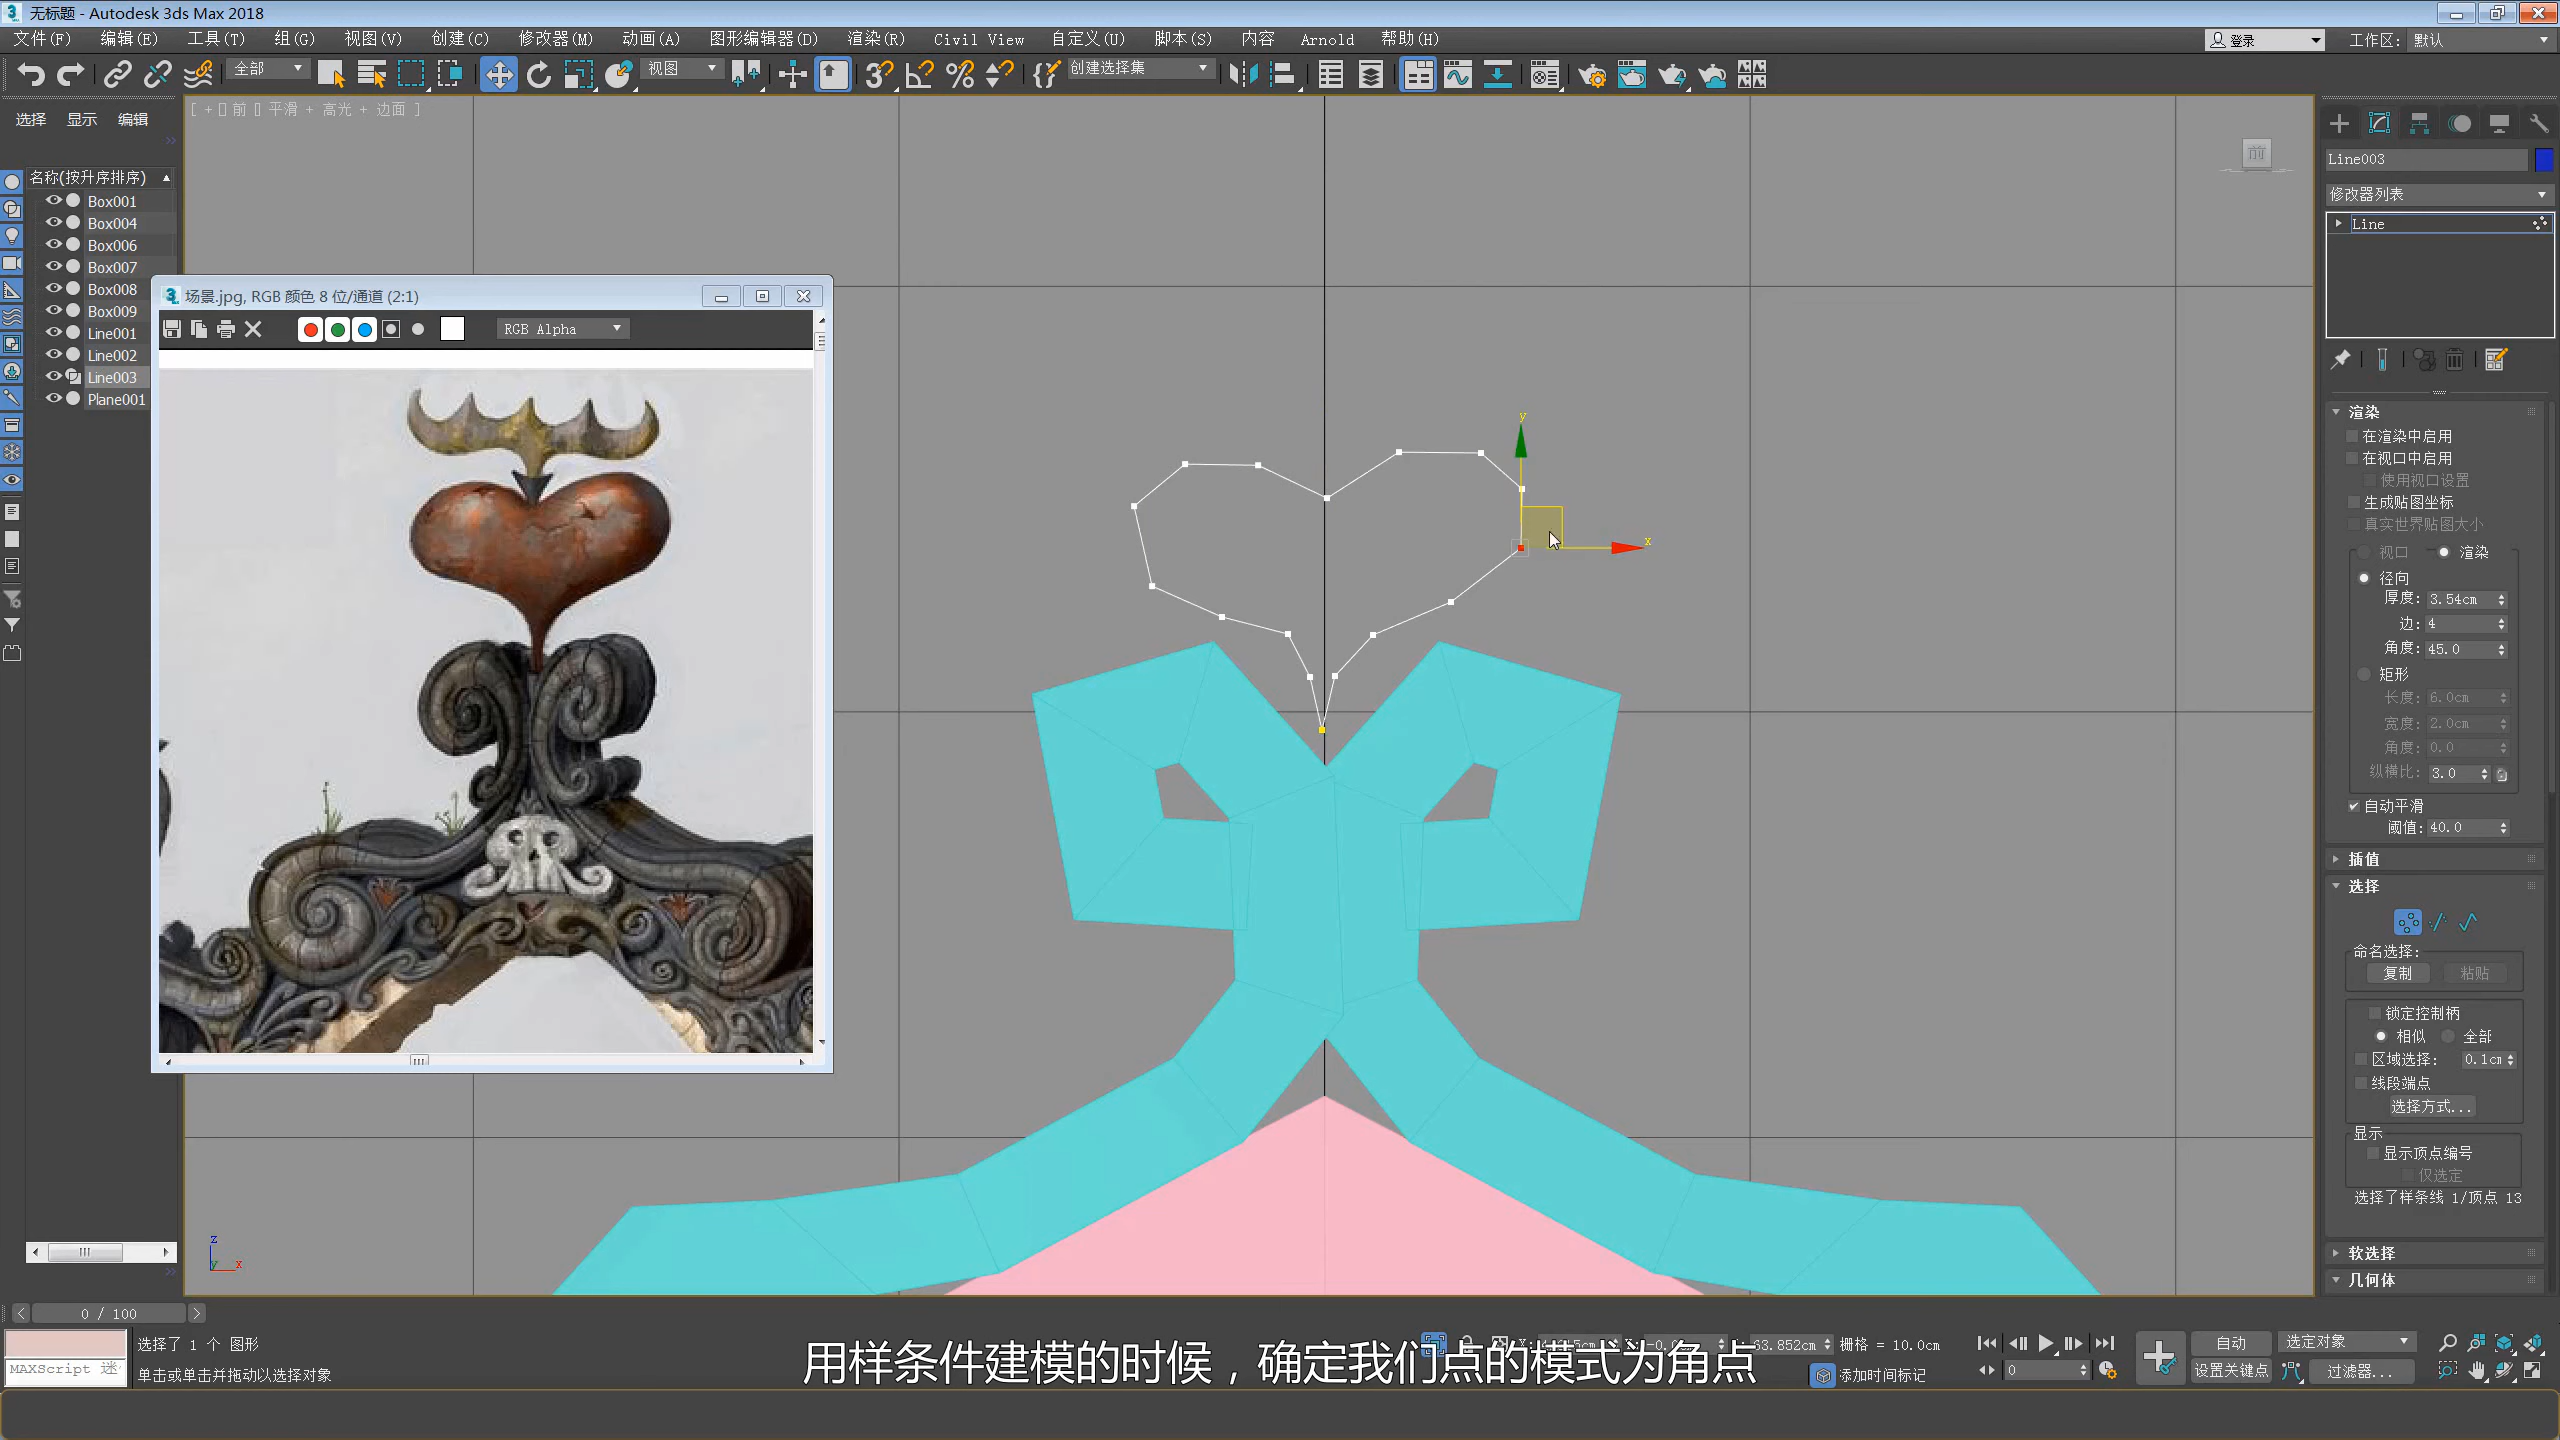 无标题 - Autodesk 3ds Max 2018
文件(F) 编辑(E) 工具(T) 组(G) 视图(V) 创建(C) 修改器(M) 动画(A) 图形编辑器(D) 渲染(R) Civil View 自定义(U) 脚本(S) 内容 Arnold 帮助(H) 登录 工作区: 默认
全部 视图 创建选择集
选择 显示 编辑
[ + [] 前 [] 平滑 + 高光 + 边面 ]
前
Line003
名称(按升序排序)
修改器列表
Box001
Box004
Box006
Box007
Box008
Box009
Line001
Line002
Line003
Plane001
Line
场景.jpg, RGB 颜色 8 位/通道 (2:1)
RGB Alpha
y
x
渲染
在渲染中启用
在视口中启用
使用视口设置
生成贴图坐标
真实世界贴图大小
视口 渲染
径向
厚度: 3.54cm
边: 4
角度: 45.0
矩形
长度: 6.0cm
宽度: 2.0cm
角度: 0.0
纵横比: 3.0
自动平滑
阈值: 40.0
插值
选择
命名选择:
复制 粘贴
锁定控制柄
相似 全部
区域选择: 0.1cm
线段端点
选择方式...
显示
显示顶点编号
仅选定
选择了样条线 1/顶点 13
软选择
几何体
z
y x
0 / 100
选择了 1 个 图形
单击或单击并拖动以选择对象
MAXScript 迷
63.852cm 栅格 = 10.0cm
添加时间标记
0
自动 选定对象
设置关键点 过滤器...
用样条件建模的时候，确定我们点的模式为角点